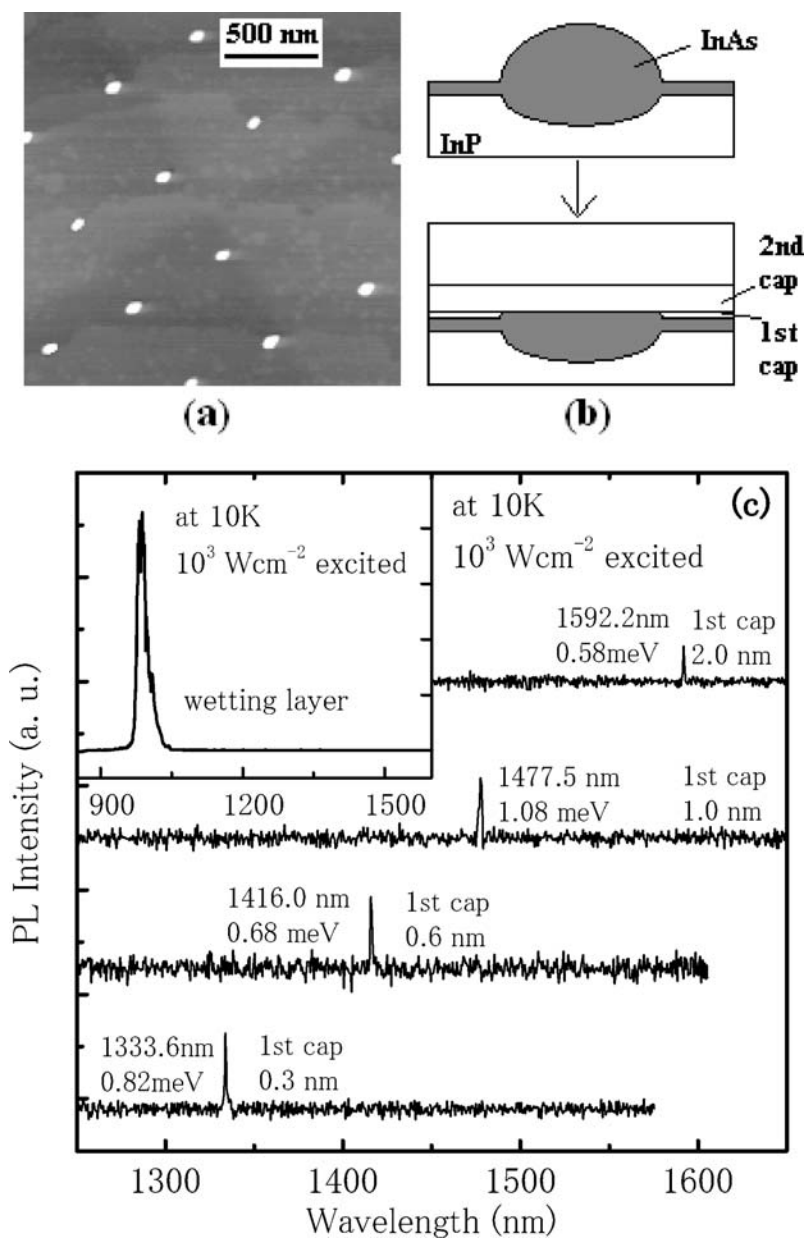 500 nm
InAs
InP
2nd
cap
1st
cap
(a)
(b)
(c)
at 10K
10³ Wcm⁻² excited
wetting layer
900 1200 1500
at 10K
10³ Wcm⁻² excited
1592.2nm 1st cap
0.58meV 2.0 nm
1477.5 nm 1st cap
1.08 meV 1.0 nm
1416.0 nm 1st cap
0.68 meV 0.6 nm
1333.6nm 1st cap
0.82meV 0.3 nm
PL Intensity (a. u.)
1300 1400 1500 1600
Wavelength (nm)